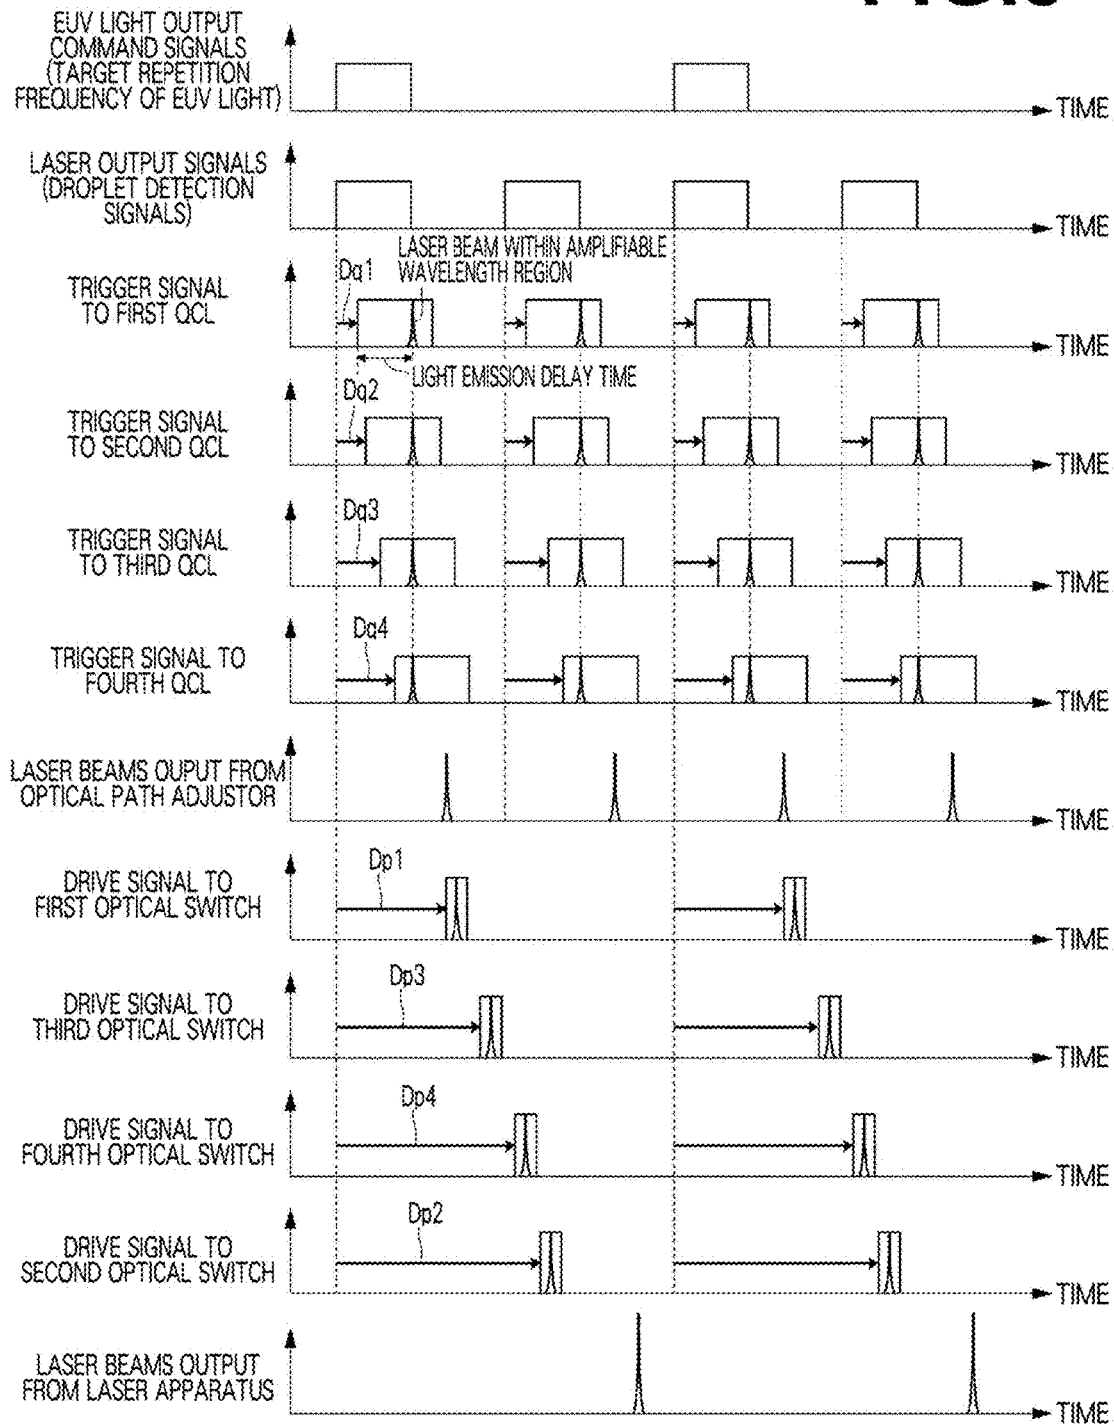 EUV LIGHT OUTPUT
COMMAND SIGNALS
(TARGET REPETITION
FREQUENCY OF EUV LIGHT)
TIME
LASER OUTPUT SIGNALS
(DROPLET DETECTION
SIGNALS)
TIME
LASER BEAM WITHIN AMPLIFIABLE
WAVELENGTH REGION
Dq1
TRIGGER SIGNAL
TO FIRST QCL
TIME
LIGHT EMISSION DELAY TIME
Dq2
TRIGGER SIGNAL
TO SECOND QCL
TIME
Dq3
TRIGGER SIGNAL
TO THIRD QCL
TIME
Dq4
TRIGGER SIGNAL TO
FOURTH QCL
TIME
LASER BEAMS OUPUT FROM
OPTICAL PATH ADJUSTOR
TIME
Dp1
DRIVE SIGNAL TO
FIRST OPTICAL SWITCH
TIME
Dp3
DRIVE SIGNAL TO
THIRD OPTICAL SWITCH
TIME
Dp4
DRIVE SIGNAL TO
FOURTH OPTICAL SWITCH
TIME
Dp2
DRIVE SIGNAL TO
SECOND OPTICAL SWITCH
TIME
LASER BEAMS OUTPUT
FROM LASER APPARATUS
TIME